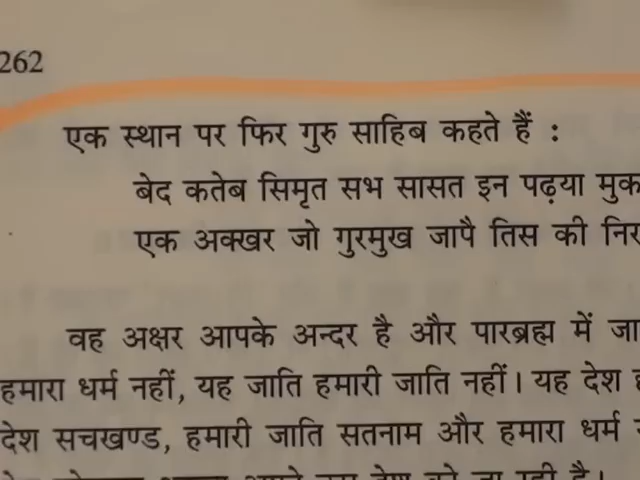 262
एक स्थान पर फिर गुरु साहिब कहते हैं :
बेद कतेब सिमृत सभ सासत इन पढ़या मुक
एक अक्खर जो गुरमुख जापै तिस की निर
वह अक्षर आपके अन्दर है और पारब्रह्म में जा
हमारा धर्म नहीं, यह जाति हमारी जाति नहीं। यह देश ह
देश सचखण्ड, हमारी जाति सतनाम और हमारा धर्म